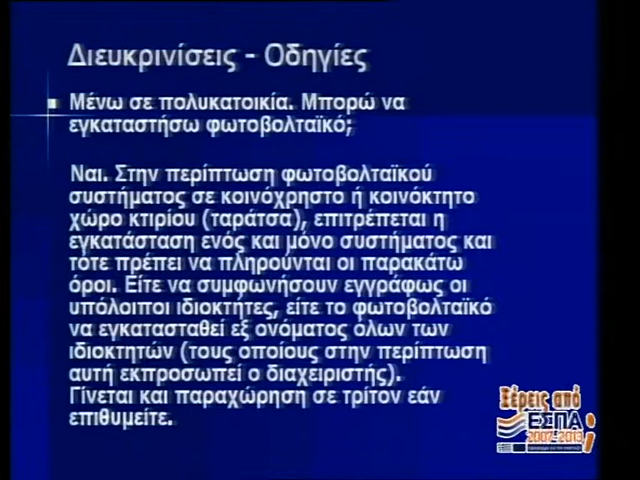 Διευκρινίσεις - Οδηγίες
Μένω σε πολυκατοικία. Μπορώ να
εγκαταστήσω φωτοβολταϊκό;
Ναι. Στην περίπτωση φωτοβολταϊκού
συστήματος σε κοινόχρηστο ή κοινόκτητο
χώρο κτιρίου (ταράτσα), επιτρέπεται η
εγκατάσταση ενός και μόνο συστήματος και
τότε πρέπει να πληρούνται οι παρακάτω
όροι. Είτε να συμφωνήσουν εγγράφως οι
υπόλοιποι ιδιοκτήτες, είτε το φωτοβολταϊκό
να εγκατασταθεί εξ ονόματος όλων των
ιδιοκτητών (τους οποίους στην περίπτωση
αυτή εκπροσωπεί ο διαχειριστής).
Γίνεται και παραχώρηση σε τρίτον εάν
επιθυμείτε.
Ξέρεις από
ΕΣΠΑ
2007-2013